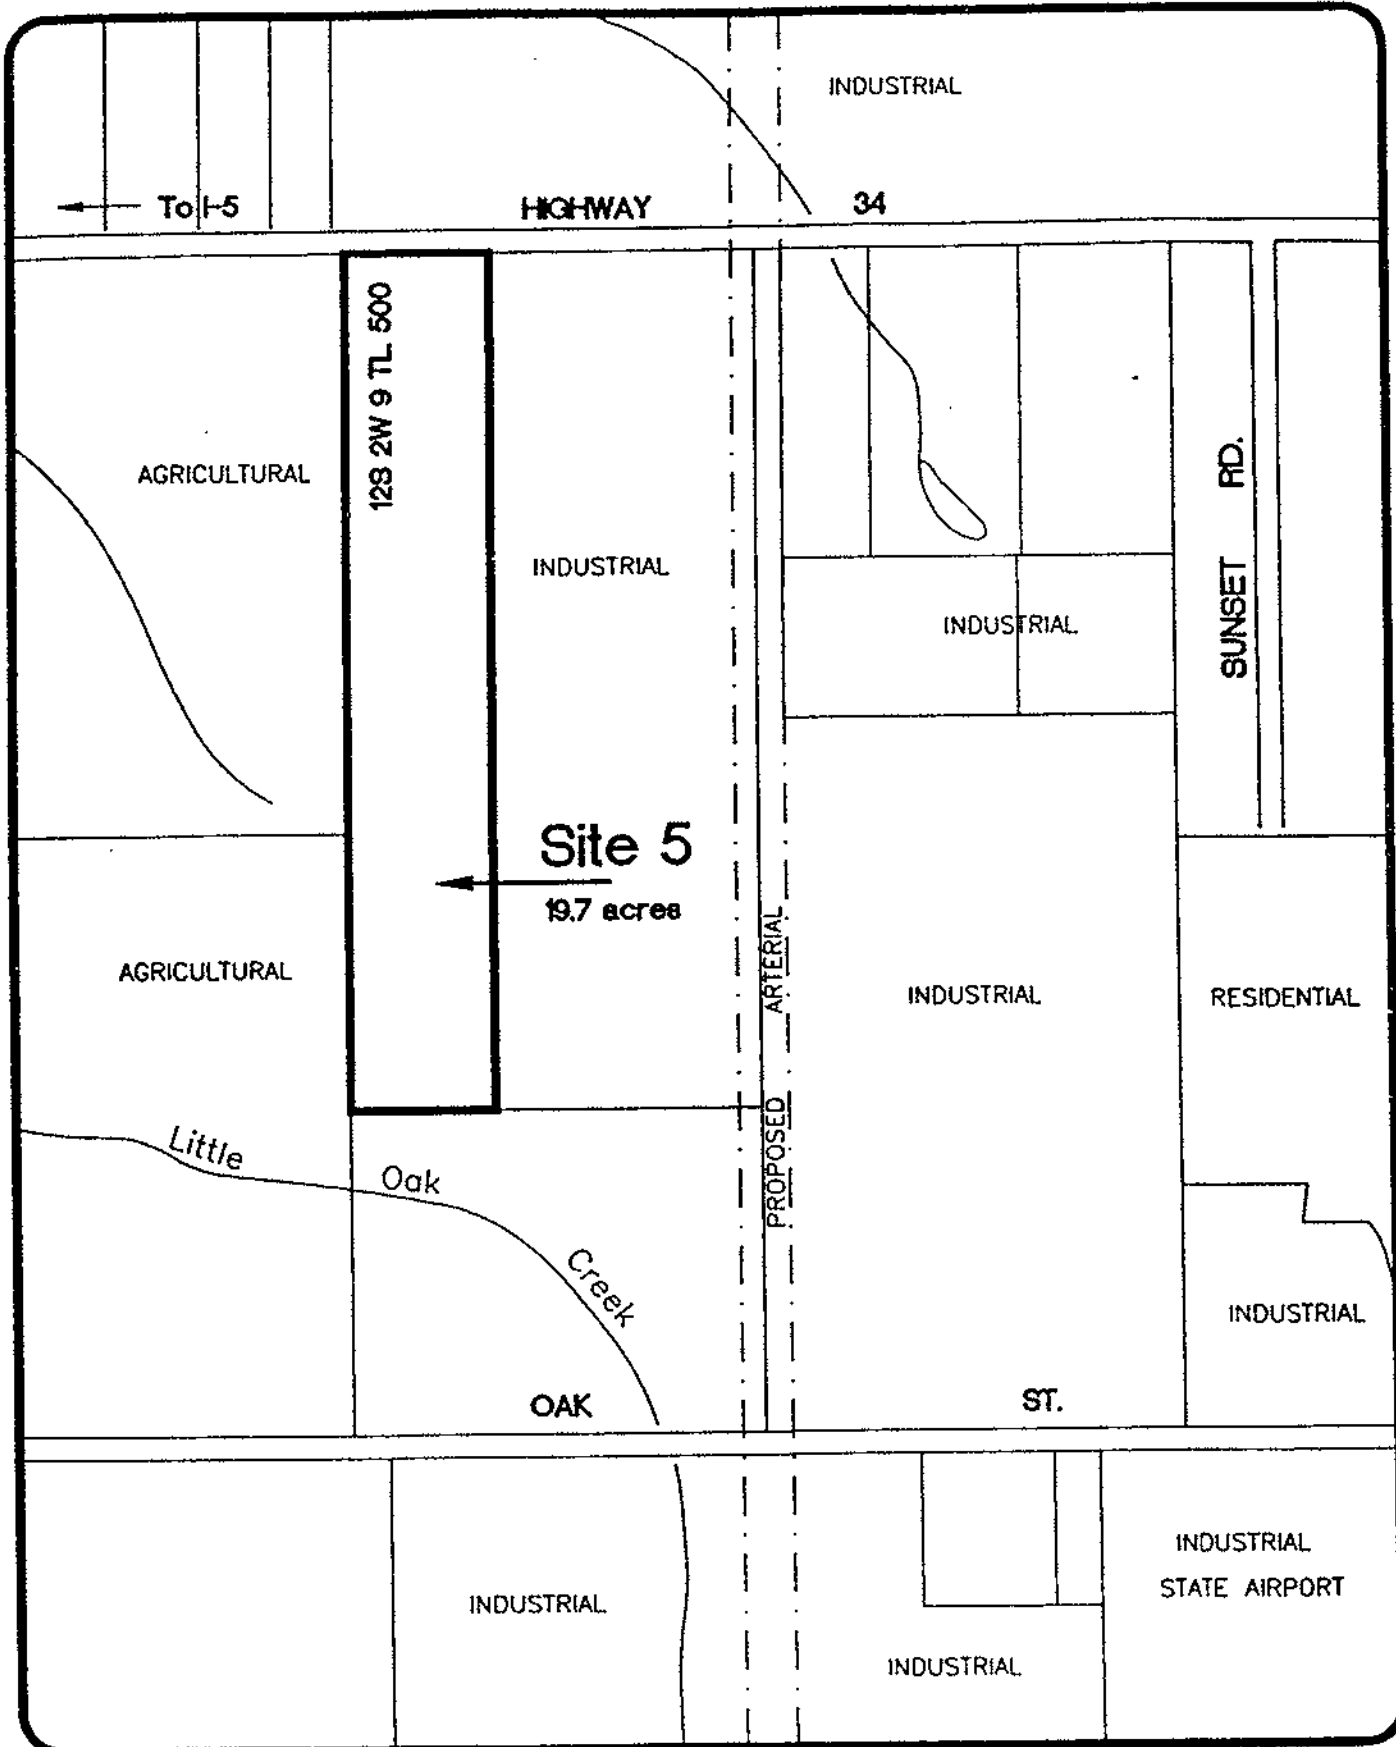 INDUSTRIAL
To I-5
HIGHWAY 34
12S 2W 9 TL 500
AGRICULTURAL
INDUSTRIAL
SUNSET RD.
INDUSTRIAL
Site 5
19.7 acres
AGRICULTURAL
PROPOSED ARTERIAL
INDUSTRIAL
RESIDENTIAL
Little Oak Creek
INDUSTRIAL
OAK ST.
INDUSTRIAL
STATE AIRPORT
INDUSTRIAL
INDUSTRIAL